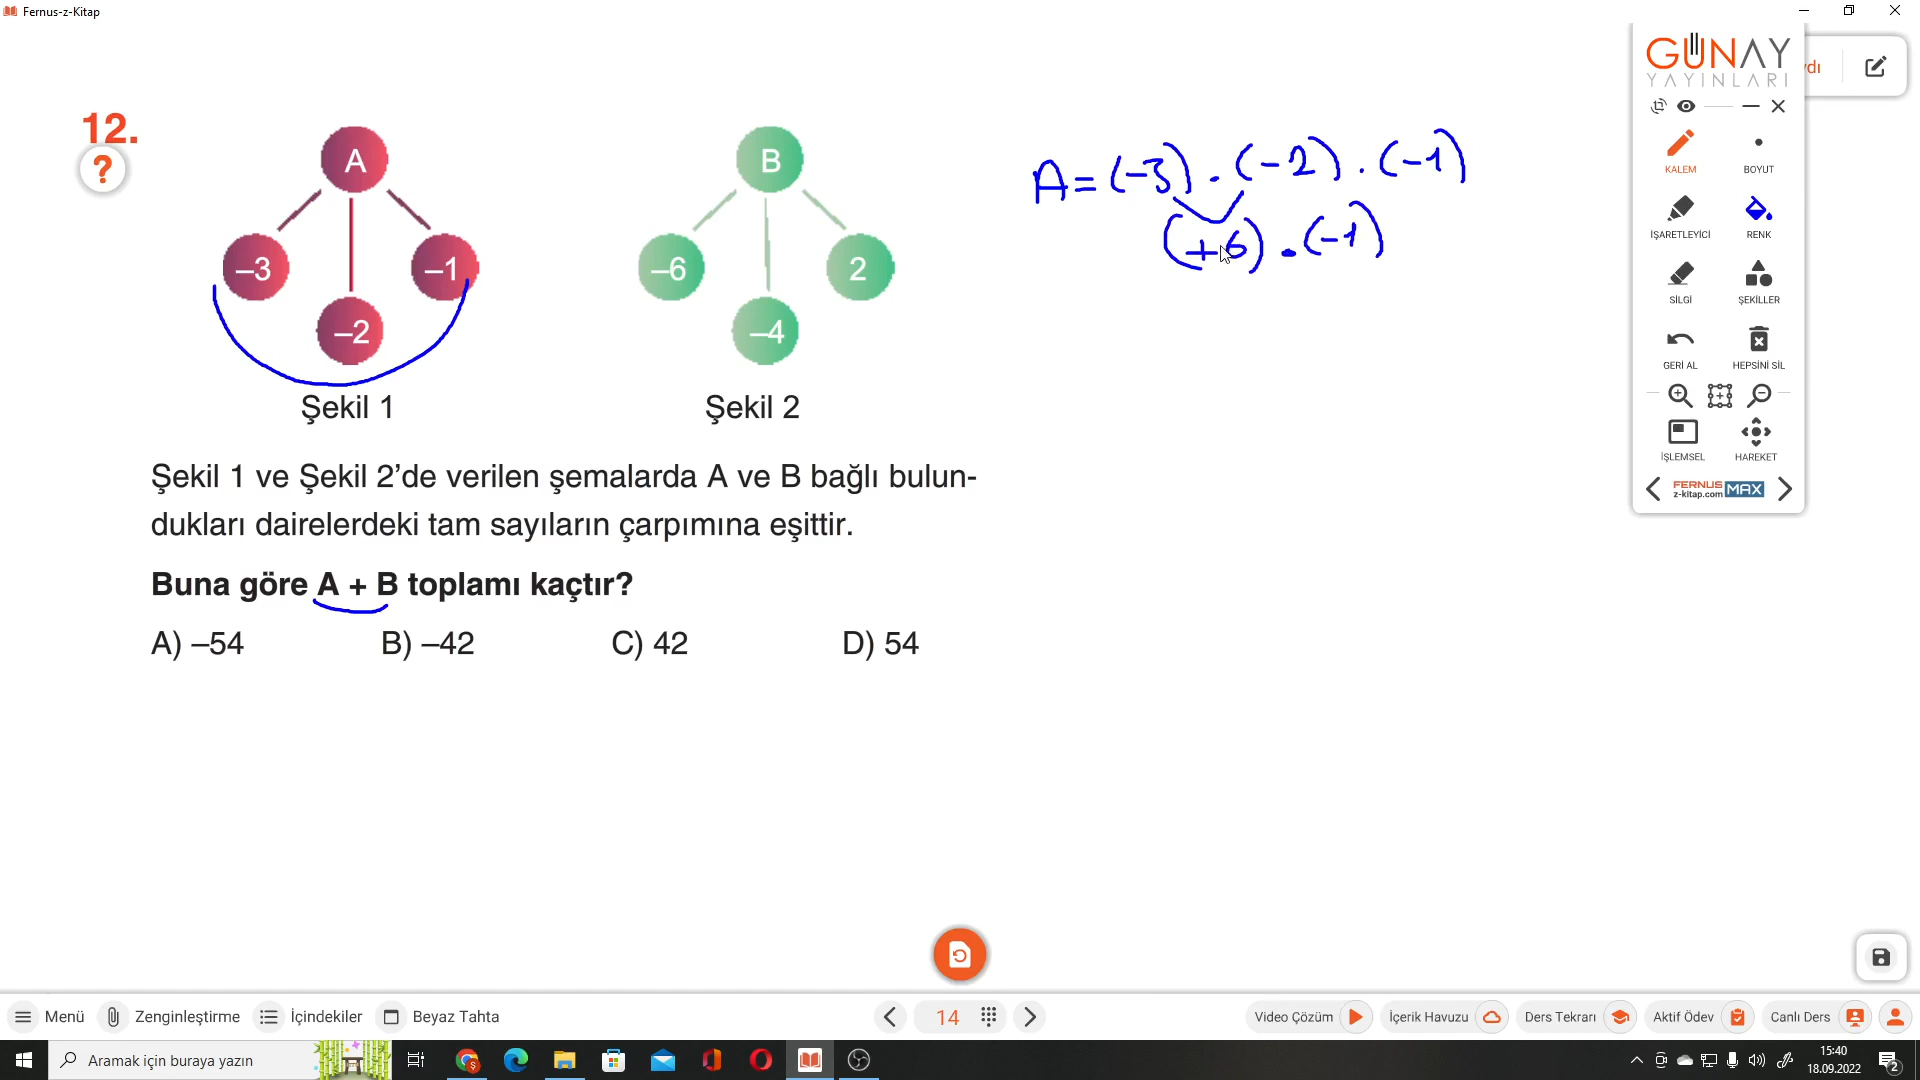 Fernus-z-Kitap
GÜNAY
YAYINLARI
ydı
KALEM
BOYUT
İŞARETLEYİCİ
RENK
SİLGİ
ŞEKİLLER
GERİ AL
HEPSİNİ SİL
İŞLEMSEL
HAREKET
FERNUS
z-kitap.com MAX
12.
?
A
–3
–1
–2
Şekil 1
B
–6
2
–4
Şekil 2
A = (-3) . (-2) . (-1)
(+6) . (-1)
Şekil 1 ve Şekil 2’de verilen şemalarda A ve B bağlı bulun-
dukları dairelerdeki tam sayıların çarpımına eşittir.
Buna göre A + B toplamı kaçtır?
A) –54 B) –42 C) 42 D) 54
Menü Zenginleştirme İçindekiler Beyaz Tahta 14 Video Çözüm İçerik Havuzu Ders Tekrarı Aktif Ödev Canlı Ders
Aramak için buraya yazın
15:40
18.09.2022
2